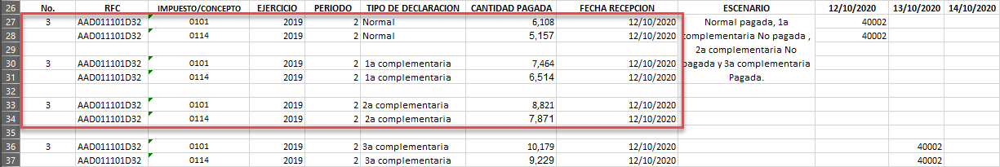 26 No. RFC IMPUESTO/CONCEPTO EJERCICIO PERIODO TIPO DE DECLARACION CANTIDAD PAGADA FECHA RECEPCION ESCENARIO 12/10/2020 13/10/2020 14/10/2020
27 3 AAD011101D32 0101 2019 2 Normal 6,108 12/10/2020 Normal pagada, 1a 40002
28 AAD011101D32 0114 2019 2 Normal 5,157 12/10/2020 complementaria No pagada , 40002
29 2a complementaria No
30 3 AAD011101D32 0101 2019 2 1a complementaria 7,464 12/10/2020 pagada y 3a complementaria
31 AAD011101D32 0114 2019 2 1a complementaria 6,514 12/10/2020 Pagada.
32
33 3 AAD011101D32 0101 2019 2 2a complementaria 8,821 12/10/2020
34 AAD011101D32 0114 2019 2 2a complementaria 7,871 12/10/2020
35
36 3 AAD011101D32 0101 2019 2 3a complementaria 10,179 12/10/2020 40002
37 AAD011101D32 0114 2019 2 3a complementaria 9,229 12/10/2020 40002